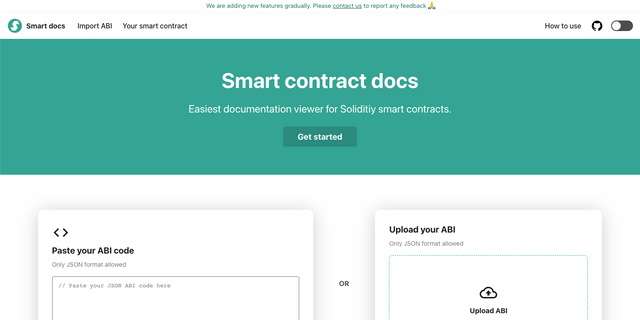 We are adding new features gradually. Please contact us to report any feedback 🙏
Smart docs Import ABI Your smart contract How to use
Smart contract docs
Easiest documentation viewer for Soliditiy smart contracts.
Get started
Paste your ABI code
Only JSON format allowed
// Paste your JSON ABI code here
OR
Upload your ABI
Only JSON format allowed
Upload ABI